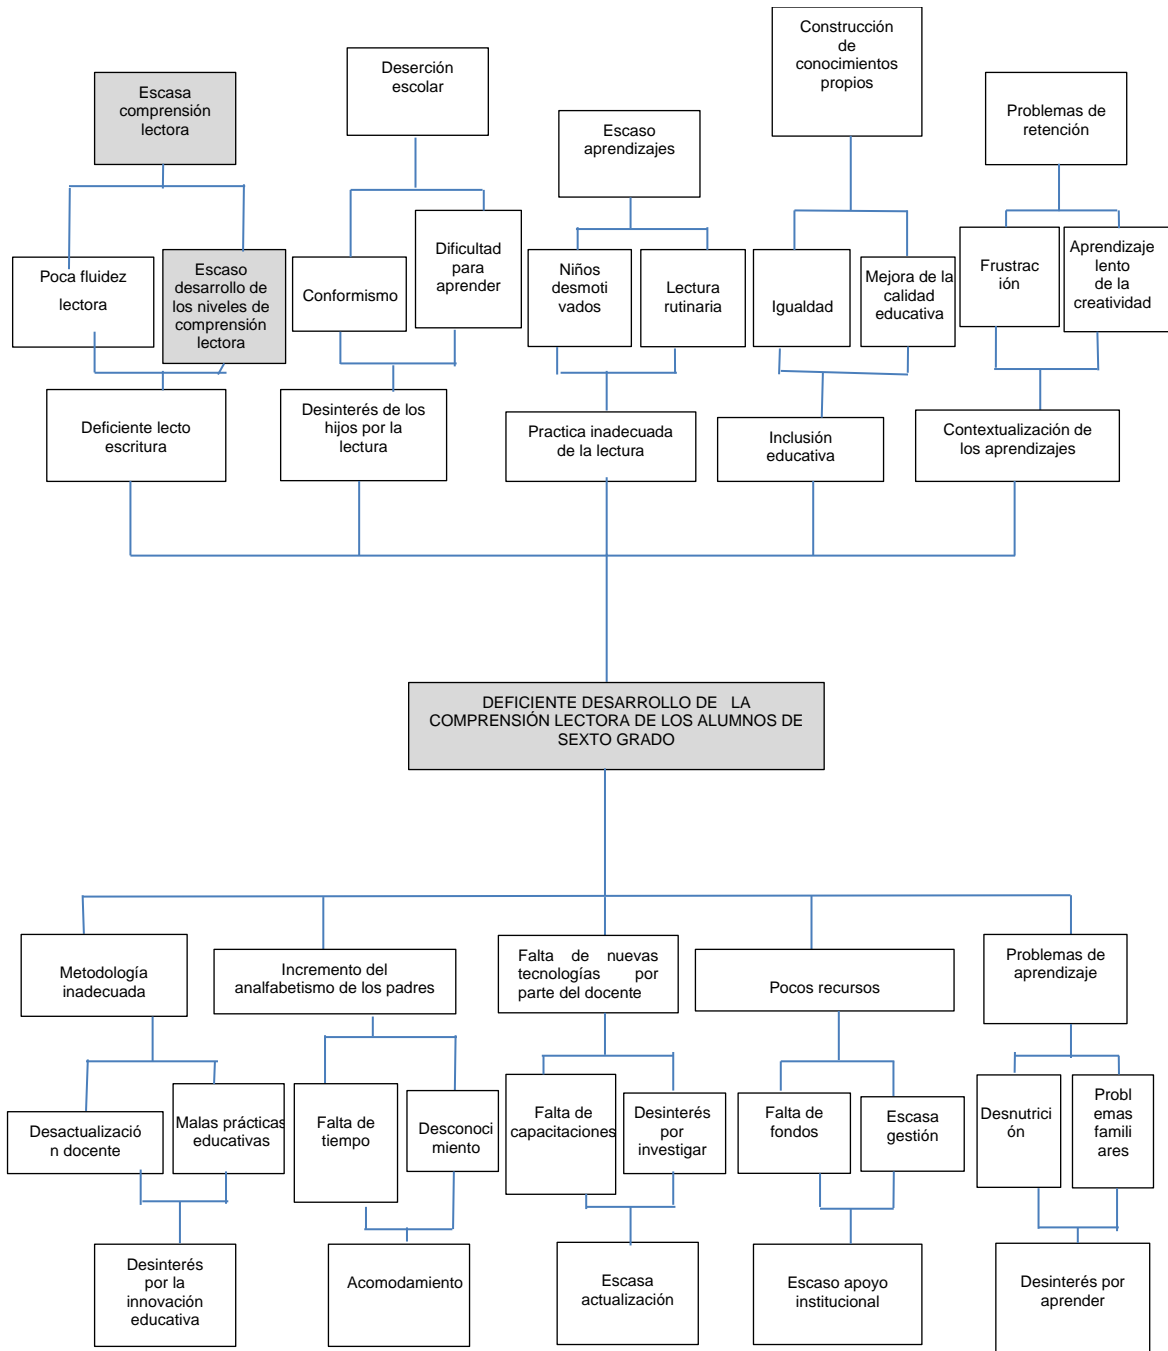 Construcción
de
conocimientos
propios
Deserción
escolar
Escasa
comprensión
lectora
Escaso
aprendizajes
Problemas de
retención
Poca fluidez
lectora
Escaso
desarrollo de
los niveles de
comprensión
lectora
Conformismo
Dificultad
para
aprender
Niños
desmoti
vados
Lectura
rutinaria
Igualdad
Mejora de la
calidad
educativa
Frustrac
ión
Aprendizaje
lento
de la
creatividad
Deficiente lecto
escritura
Desinterés de los
hijos por la
lectura
Practica inadecuada
de la lectura
Inclusión
educativa
Contextualización de
los aprendizajes
DEFICIENTE DESARROLLO DE LA
COMPRENSIÓN LECTORA DE LOS ALUMNOS DE
SEXTO GRADO
Metodología
inadecuada
Incremento del
analfabetismo de los padres
Falta de nuevas
tecnologías por
parte del docente
Pocos recursos
Problemas de
aprendizaje
Desactualizació
n docente
Malas prácticas
educativas
Falta de
tiempo
Desconoci
miento
Falta de
capacitaciones
Desinterés
por
investigar
Falta de
fondos
Escasa
gestión
Desnutrici
ón
Probl
emas
famili
ares
Desinterés
por la
innovación
educativa
Acomodamiento
Escasa
actualización
Escaso apoyo
institucional
Desinterés por
aprender